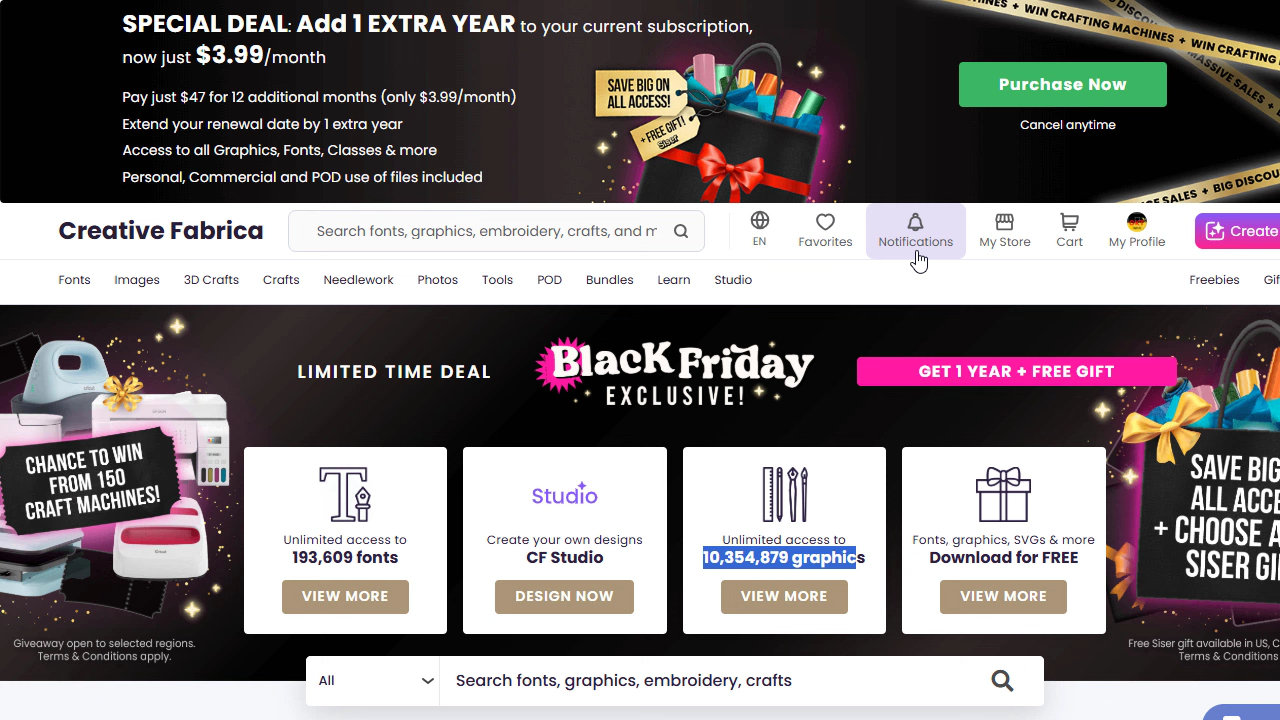 SPECIAL DEAL: Add 1 EXTRA YEAR to your current subscription,
now just $3.99/month
Pay just $47 for 12 additional months (only $3.99/month)
Extend your renewal date by 1 extra year
Access to all Graphics, Fonts, Classes & more
Personal, Commercial and POD use of files included
SAVE BIG ON
ALL ACCESS!
+ FREE GIFT!
Siser
Purchase Now
Cancel anytime
WIN CRAFTING MACHINES + WIN CRAFTING
MASSIVE SALES +
SALES + BIG DISCOU
Creative Fabrica
Search fonts, graphics, embroidery, crafts, and m
EN
Favorites
Notifications
My Store
Cart
My Profile
Create
Fonts
Images
3D Crafts
Crafts
Needlework
Photos
Tools
POD
Bundles
Learn
Studio
Freebies
Gif
LIMITED TIME DEAL
Black Friday
EXCLUSIVE!
GET 1 YEAR + FREE GIFT
CHANCE TO WIN
FROM 150
CRAFT MACHINES!
Giveaway open to selected regions.
Terms & Conditions apply.
Unlimited access to
193,609 fonts
VIEW MORE
Studio
Create your own designs
CF Studio
DESIGN NOW
Unlimited access to
10,354,879 graphics
VIEW MORE
Fonts, graphics, SVGs & more
Download for FREE
VIEW MORE
SAVE BIG
ALL ACCE
+ CHOOSE A
SISER GI
Free Siser gift available in US, C
Terms & Conditions
All
Search fonts, graphics, embroidery, crafts